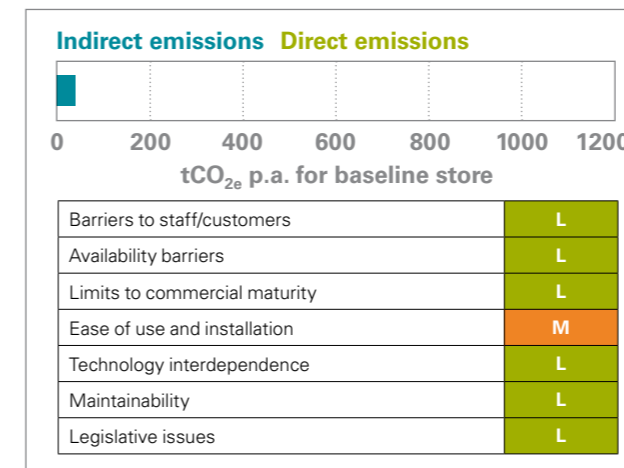 Indirect emissions Direct emissions
0 200 400 600 800 1000 1200
tCO₂ₑ p.a. for baseline store
Barriers to staff/customers L
Availability barriers L
Limits to commercial maturity L
Ease of use and installation M
Technology interdependence L
Maintainability L
Legislative issues L